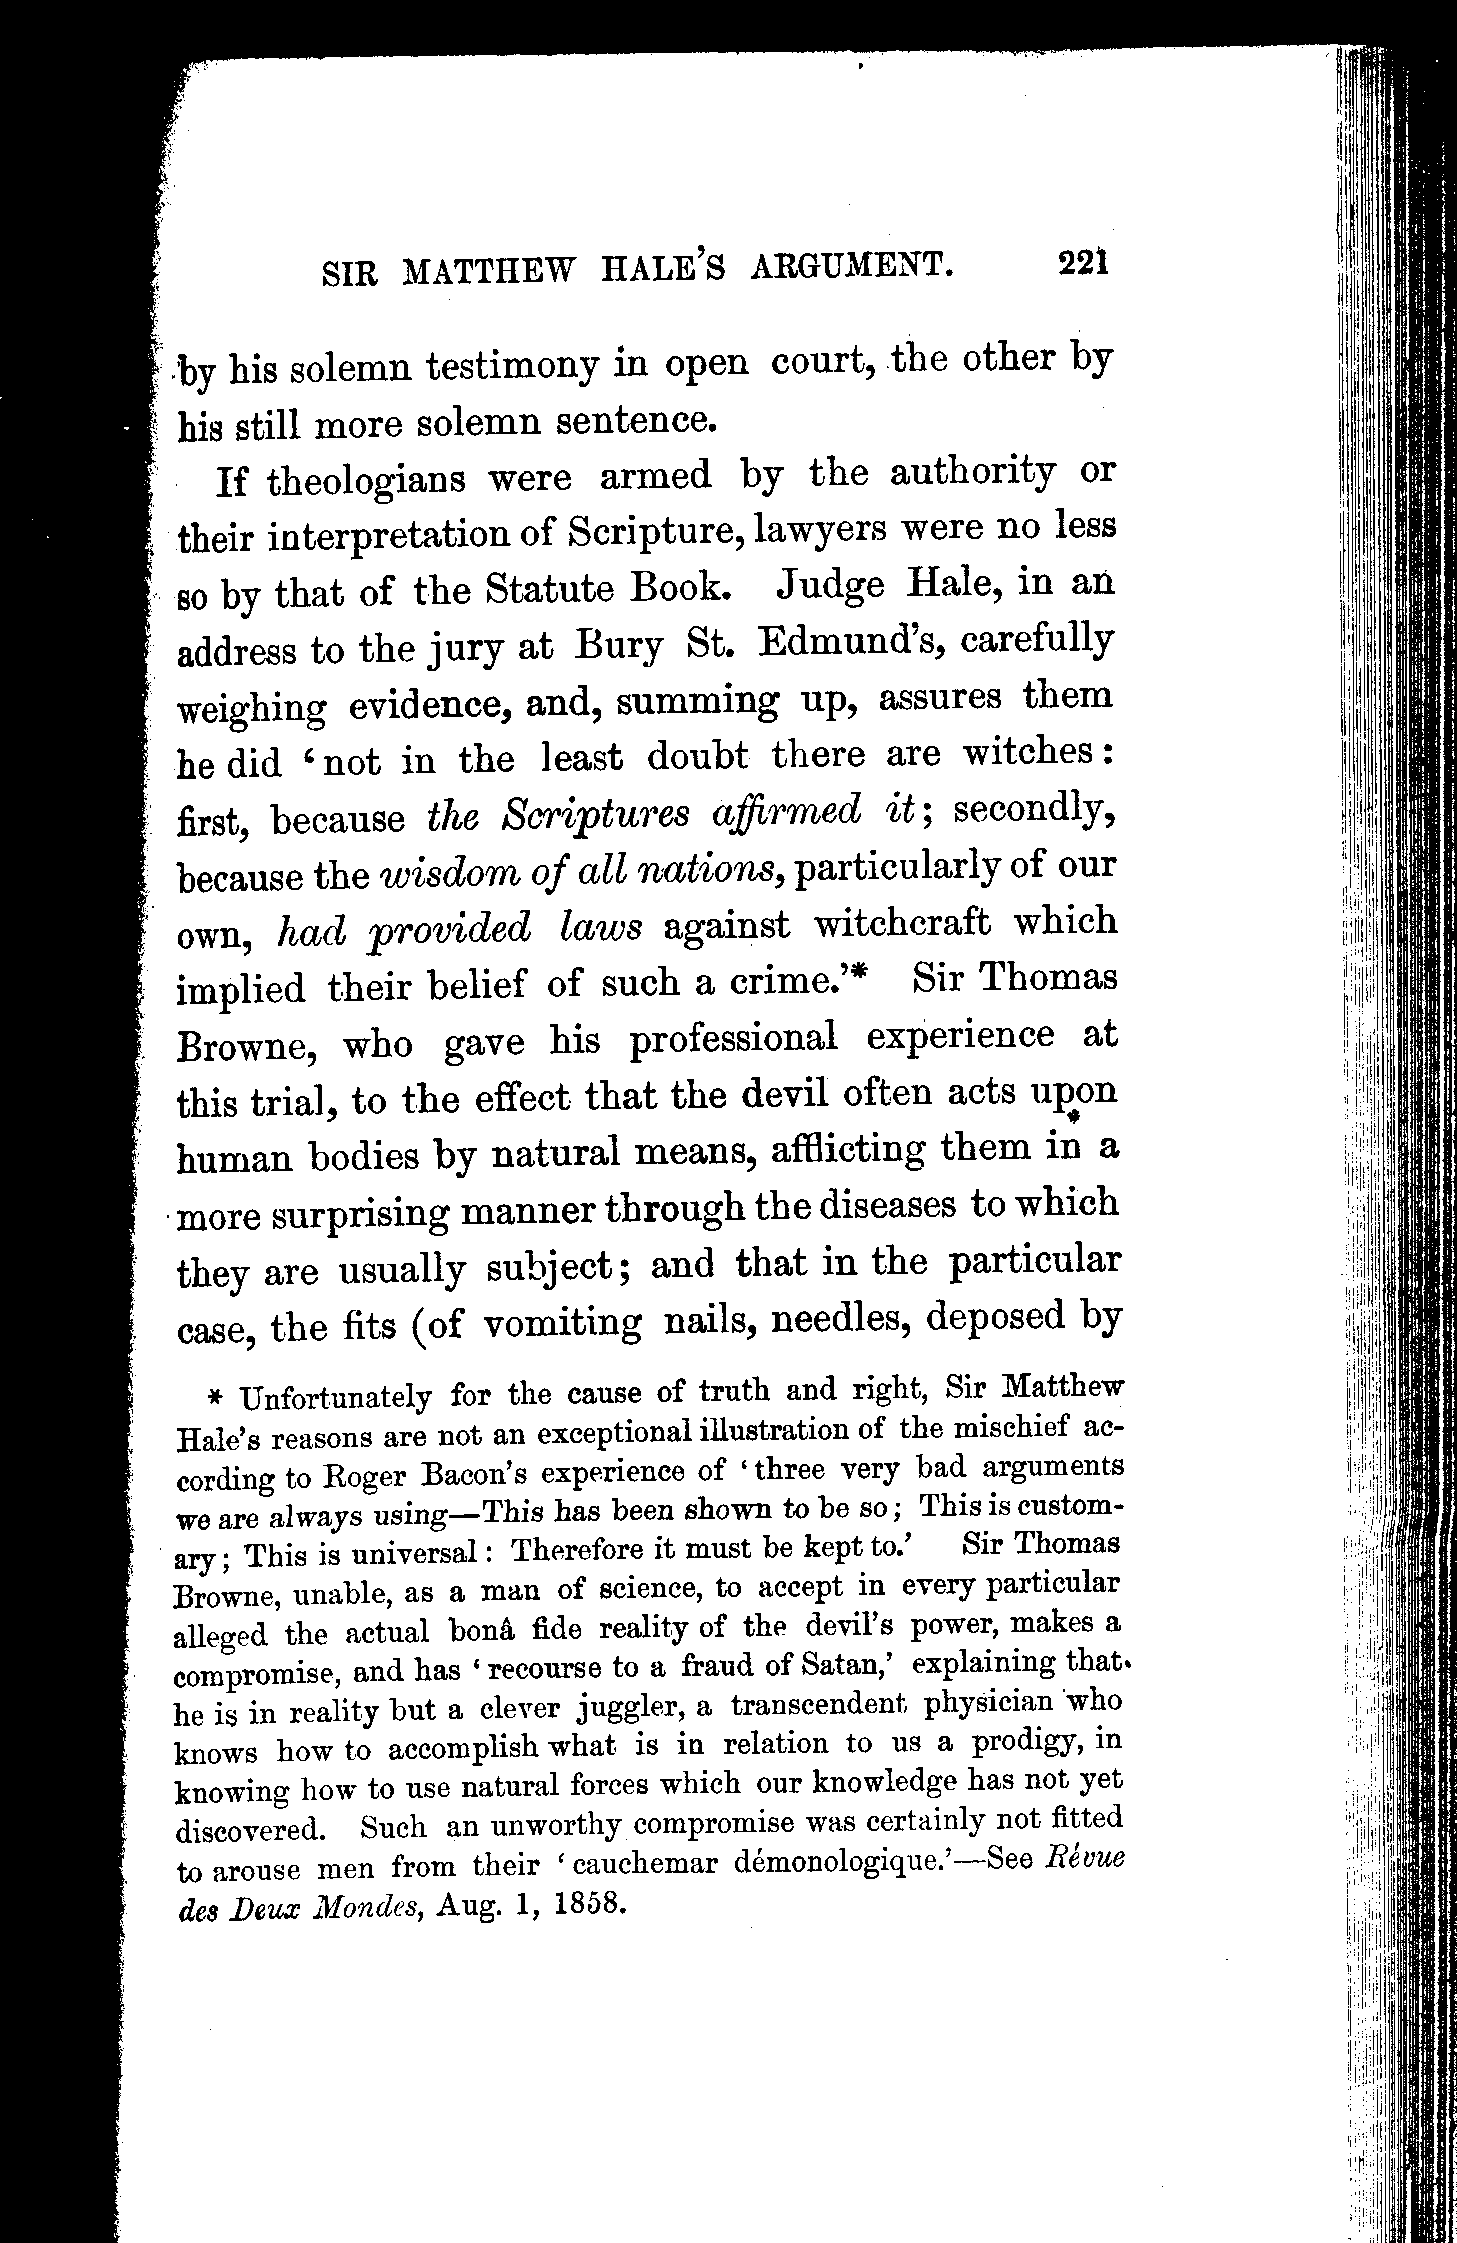 SIR MATTHEW HALE'S ARGUMENT. 221
by his solemn testimony in open court, the other by
his still more solemn sentence.
If theologians were armed by the authority or
their interpretation of Scripture, lawyers were no less
so by that of the Statute Book. Judge Hale, in an
address to the jury at Bury St. Edmund's, carefully
weighing evidence, and, summing up, assures them
he did ‘not in the least doubt there are witches:
first, because the Scriptures affirmed it; secondly,
because the wisdom of all nations, particularly of our
own, had provided laws against witchcraft which
implied their belief of such a crime.’* Sir Thomas
Browne, who gave his professional experience at
this trial, to the effect that the devil often acts upon
human bodies by natural means, afflicting them in a
more surprising manner through the diseases to which
they are usually subject; and that in the particular
case, the fits (of vomiting nails, needles, deposed by
* Unfortunately for the cause of truth and right, Sir Matthew
Hale's reasons are not an exceptional illustration of the mischief ac-
cording to Roger Bacon's experience of ‘three very bad arguments
we are always using—This has been shown to be so; This is custom-
ary; This is universal: Therefore it must be kept to.’ Sir Thomas
Browne, unable, as a man of science, to accept in every particular
alleged the actual bonâ fide reality of the devil's power, makes a
compromise, and has ‘recourse to a fraud of Satan,’ explaining that
he is in reality but a clever juggler, a transcendent physician who
knows how to accomplish what is in relation to us a prodigy, in
knowing how to use natural forces which our knowledge has not yet
discovered. Such an unworthy compromise was certainly not fitted
to arouse men from their ‘cauchemar démonologique.’—See Révue
des Deux Mondes, Aug. 1, 1858.